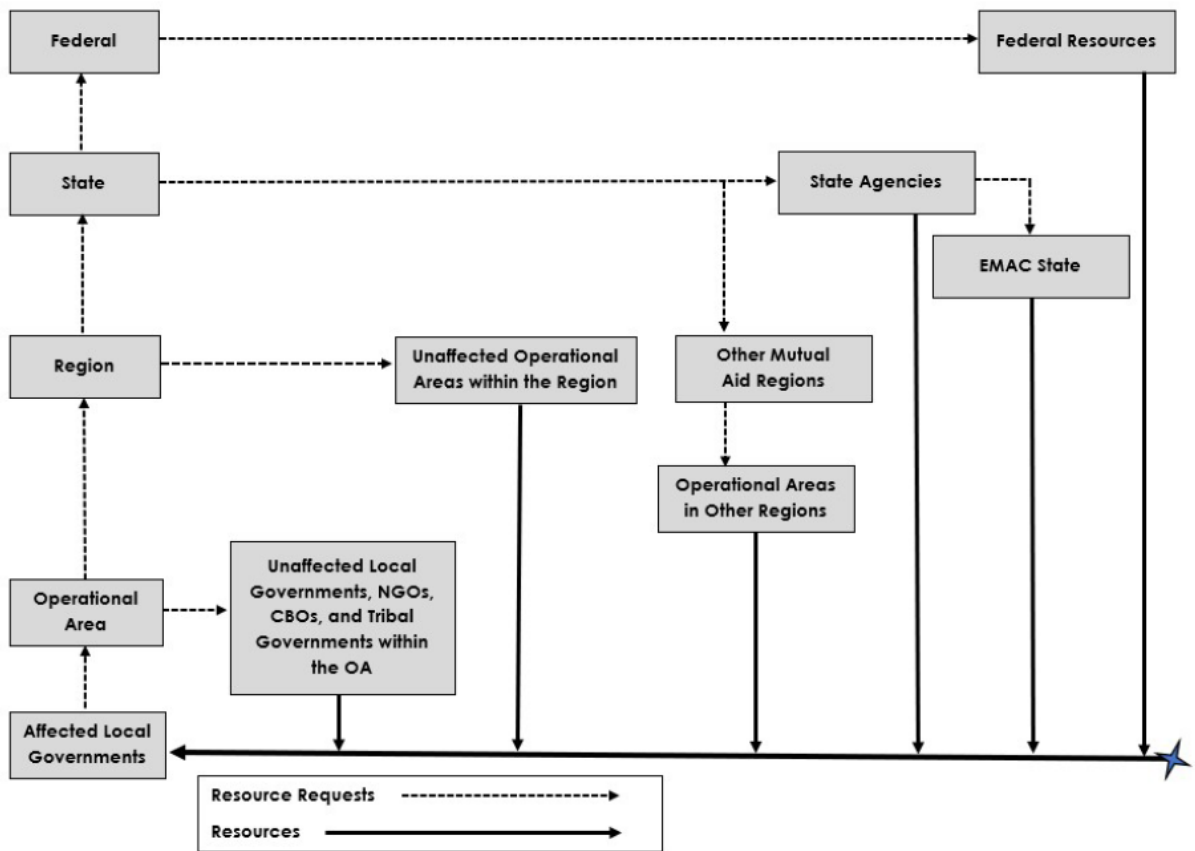 Federal
Federal Resources
State
State Agencies
EMAC State
Region
Unaffected Operational
Areas within the Region
Other Mutual
Aid Regions
Operational Areas
in Other Regions
Operational
Area
Unaffected Local
Governments, NGOs,
CBOs, and Tribal
Governments within
the OA
Affected Local
Governments
Resource Requests
Resources